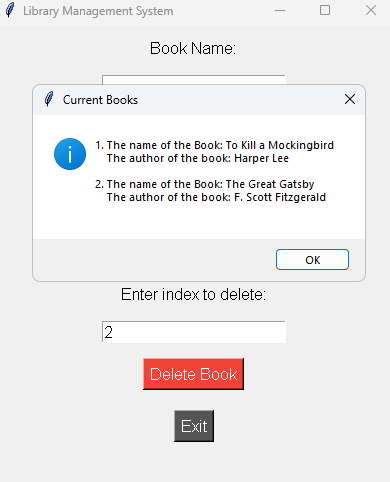 Library Management System
Book Name:
Current Books
1. The name of the Book: To Kill a Mockingbird
The author of the book: Harper Lee
2. The name of the Book: The Great Gatsby
The author of the book: F. Scott Fitzgerald
OK
Enter index to delete:
2
Delete Book
Exit